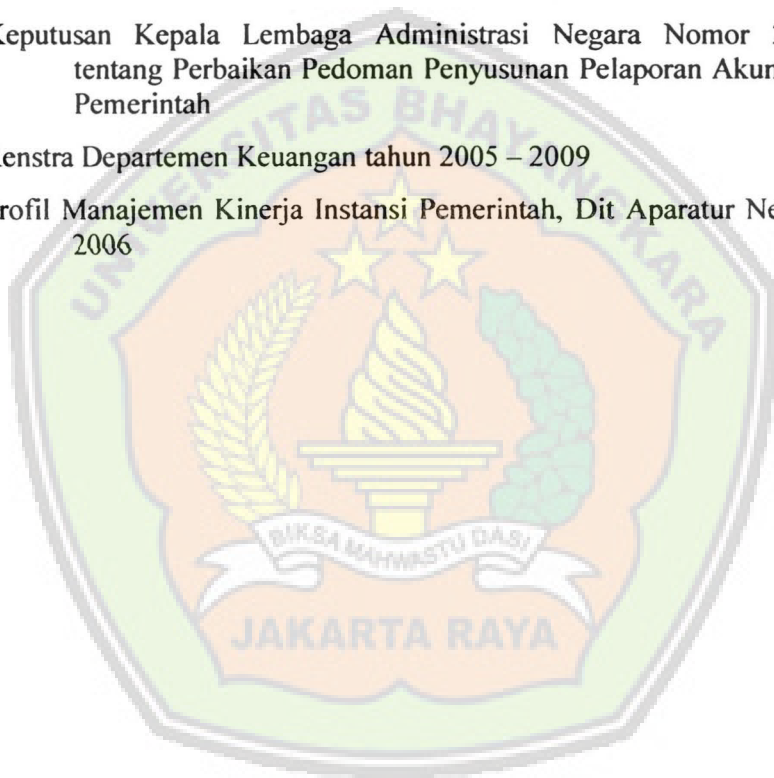 Keputusan Kepala Lembaga Administrasi Negara Nomor
tentang Perbaikan Pedoman Penyusunan Pelaporan Akun
Pemerintah
enstra Departemen Keuangan tahun 2005 – 2009
rofil Manajemen Kinerja Instansi Pemerintah, Dit Aparatur Ne
2006
UNIVERSITAS BHAYANGKARA
BIKSA MAHWASTU DASI
JAKARTA RAYA